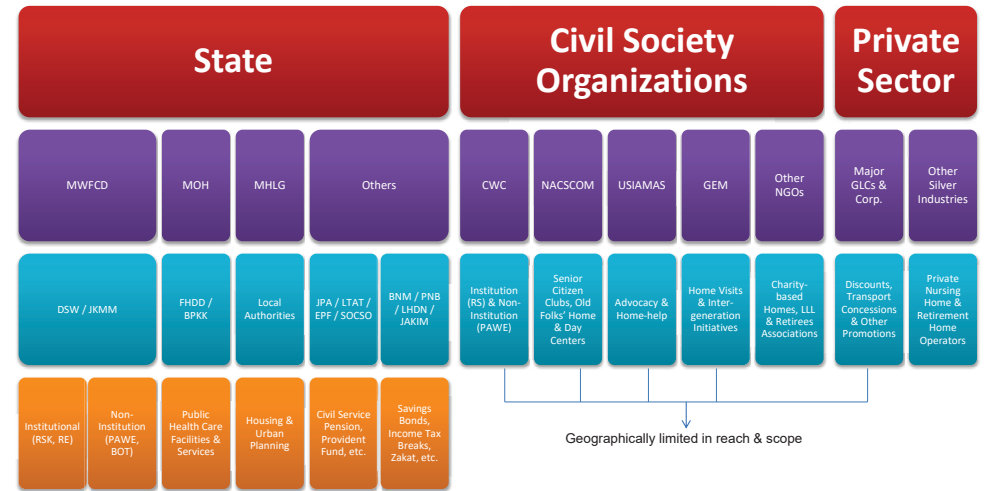 State
Civil Society
Organizations
Private
Sector
MWFCD
MOH
MHLG
Others
CWC
NACSCOM
USIAMAS
GEM
Other
NGOs
Major
GLCs &
Corp.
Other
Silver
Industries
DSW / JKMM
FHDD /
BPKK
Local
Authorities
JPA / LTAT /
EPF / SOCSO
BNM / PNB
/ LHDN /
JAKIM
Institution
(RS) & Non-
Institution
(PAWE)
Senior
Citizen
Clubs, Old
Folks' Home
& Day
Centers
Advocacy &
Home-help
Home Visits
& Inter-
generation
Initiatives
Charity-
based
Homes, LLL
& Retirees
Associations
Discounts,
Transport
Concessions
& Other
Promotions
Private
Nursing
Home &
Retirement
Home
Operators
Institutional
(RSK, RE)
Non-
Institution
(PAWE,
BOT)
Public
Health Care
Facilities &
Services
Housing &
Urban
Planning
Civil Service
Pension,
Provident
Fund, etc.
Savings
Bonds,
Income Tax
Breaks,
Zakat, etc.
Geographically limited in reach & scope